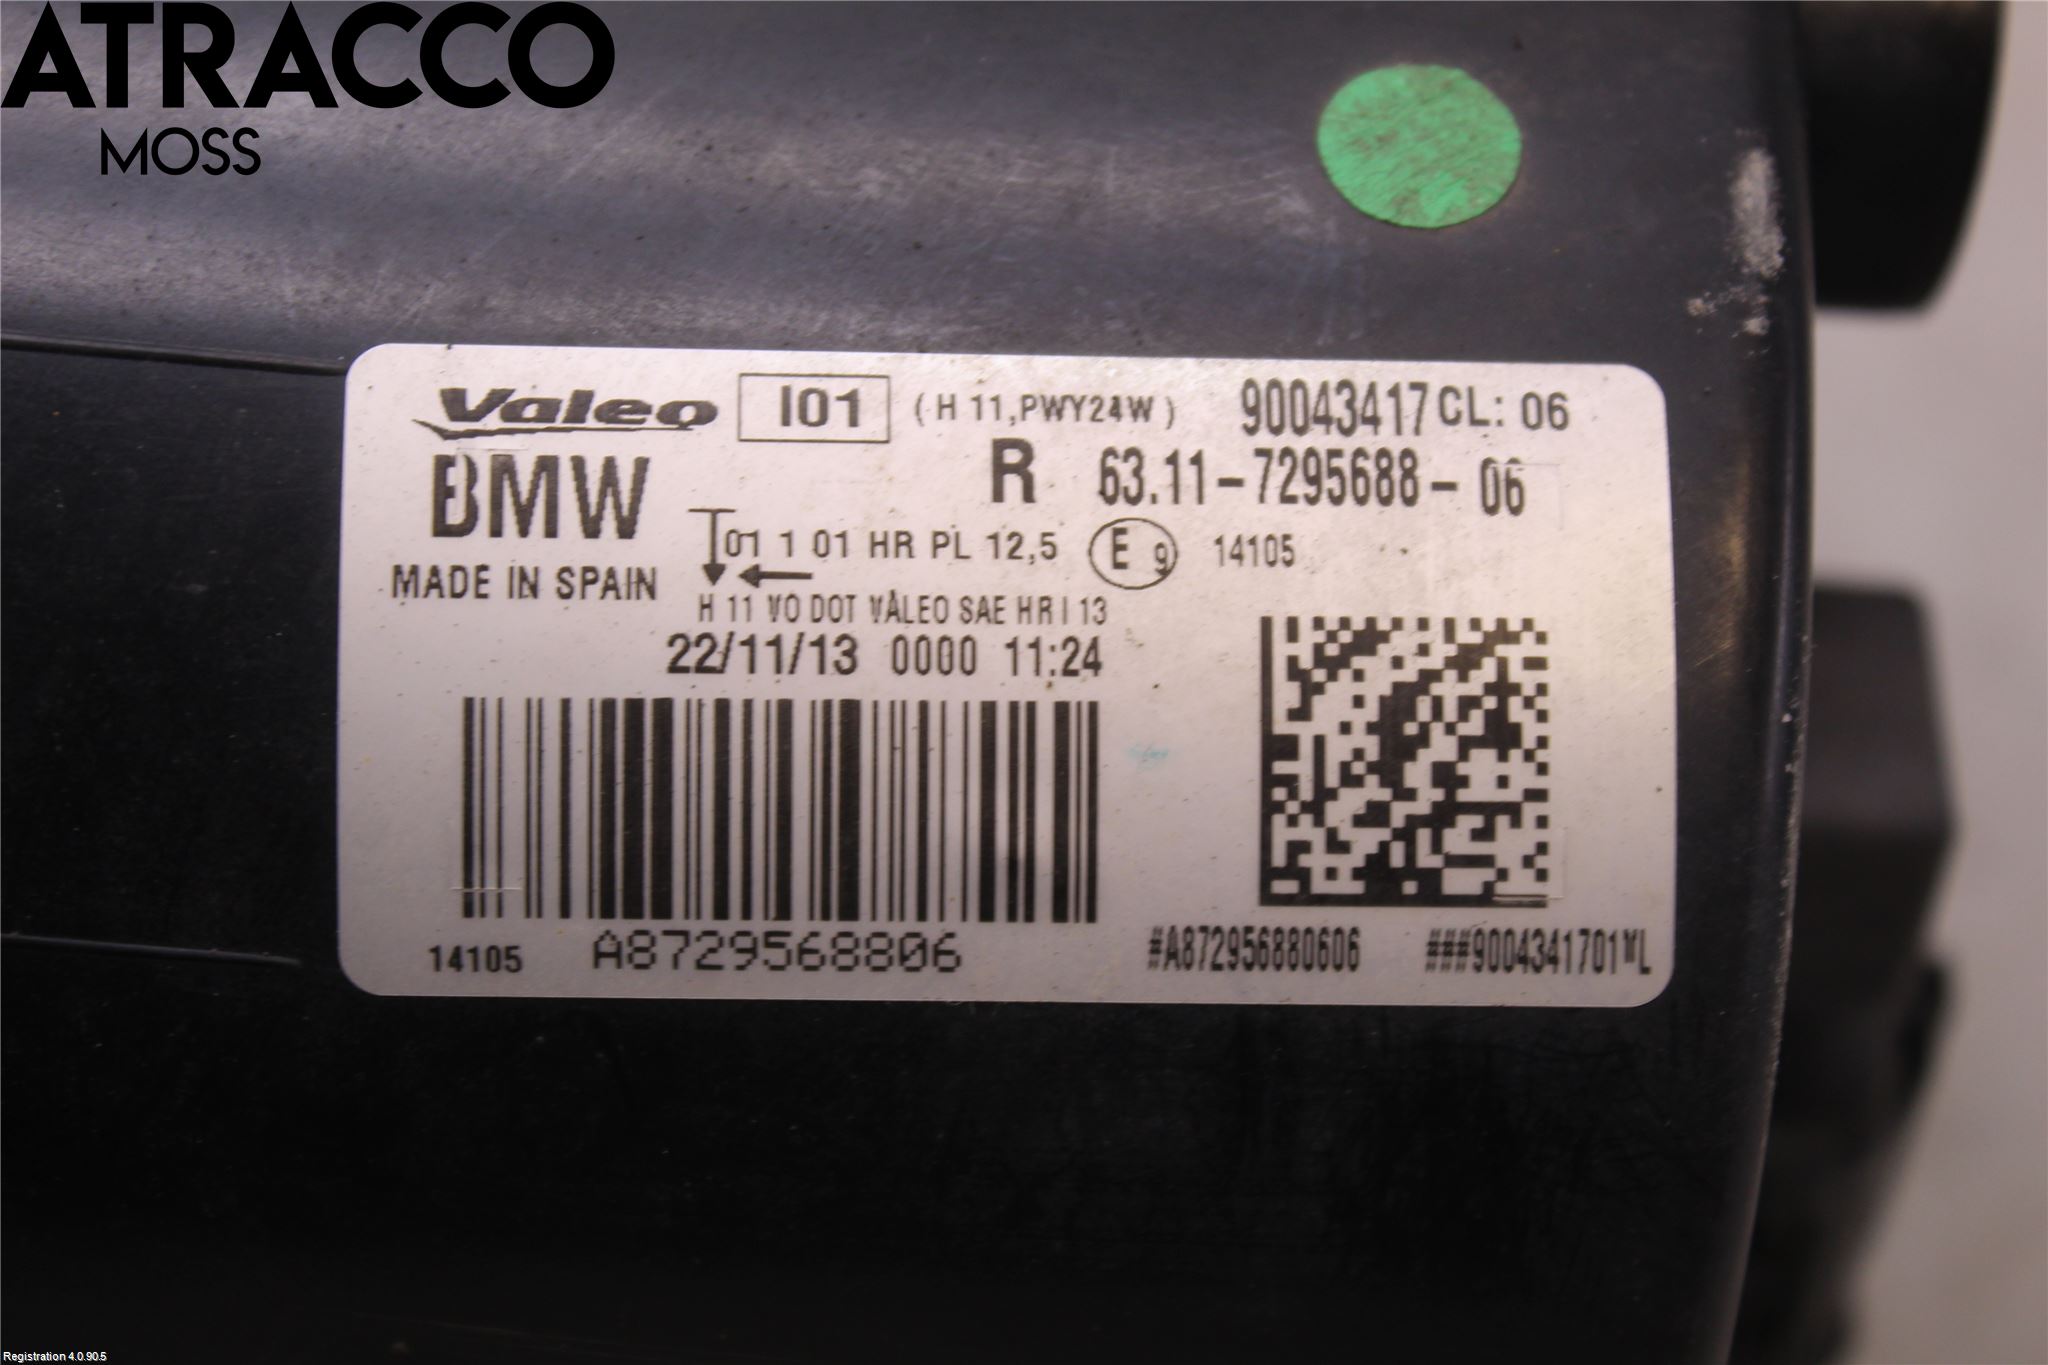 ATRACCO
MOSS
Valeo I01 (H 11,PWY24W) 90043417 CL: 06
BMW R 63.11-7295688-06
01 1 01 HR PL 12,5 E 9 14105
MADE IN SPAIN
H 11 VO DOT VALEO SAE HR I 13
22/11/13 0000 11:24
14105 A8729568806 #A872956880606 ###9004341701*L
Registration 4.0.90.5